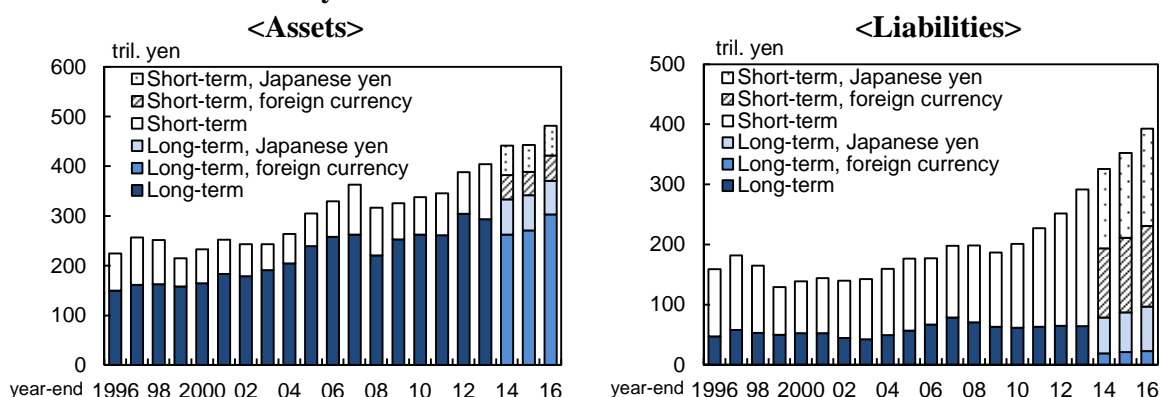 <Assets>
tril. yen
600
500
400
300
200
100
0
Short-term, Japanese yen
Short-term, foreign currency
Short-term
Long-term, Japanese yen
Long-term, foreign currency
Long-term
year-end 1996 98 2000 02 04 06 08 10 12 14 16
<Liabilities>
tril. yen
500
400
300
200
100
0
Short-term, Japanese yen
Short-term, foreign currency
Short-term
Long-term, Japanese yen
Long-term, foreign currency
Long-term
year-end 1996 98 2000 02 04 06 08 10 12 14 16